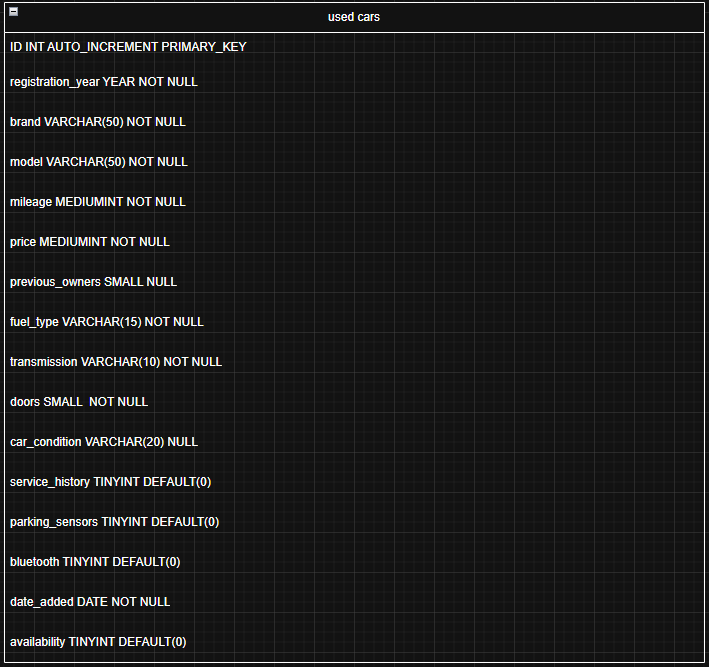 used cars
ID INT AUTO_INCREMENT PRIMARY_KEY
registration_year YEAR NOT NULL
brand VARCHAR(50) NOT NULL
model VARCHAR(50) NOT NULL
mileage MEDIUMINT NOT NULL
price MEDIUMINT NOT NULL
previous_owners SMALL NULL
fuel_type VARCHAR(15) NOT NULL
transmission VARCHAR(10) NOT NULL
doors SMALL  NOT NULL
car_condition VARCHAR(20) NULL
service_history TINYINT DEFAULT(0)
parking_sensors TINYINT DEFAULT(0)
bluetooth TINYINT DEFAULT(0)
date_added DATE NOT NULL
availability TINYINT DEFAULT(0)